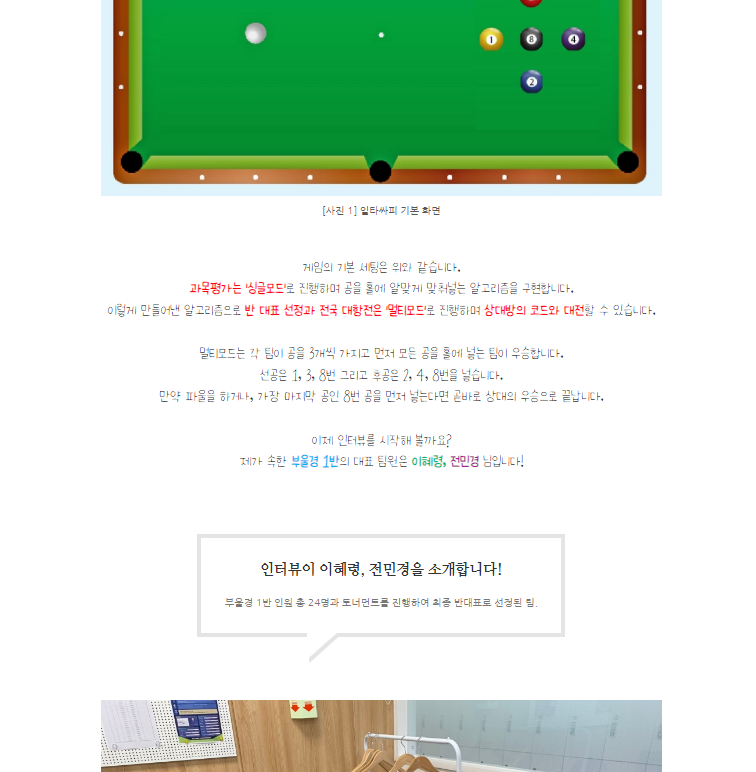 1
8
4
2
[사진 1] 일타싸피 기본 화면
게임의 기본 세팅은 위와 같습니다.
과목평가는 '싱글모드'로 진행하며 공을 홀에 알맞게 맞춰넣는 알고리즘을 구현합니다.
이렇게 만들어낸 알고리즘으로 반 대표 선정과 전국 대항전은 '멀티모드'로 진행하며 상대방의 코드와 대전할 수 있습니다.
멀티모드는 각 팀이 공을 3개씩 가지고 먼저 모든 공을 홀에 넣는 팀이 우승합니다.
선공은 1, 3, 8번 그리고 후공은 2, 4, 8번을 넣습니다.
만약 파울을 하거나, 가장 마지막 공인 8번 공을 먼저 넣는다면 곧바로 상대의 우승으로 끝납니다.
이제 인터뷰를 시작해 볼까요?
제가 속한 부울경 1반의 대표 팀원은 이혜령, 전민경 님입니다!
인터뷰이 이혜령, 전민경을 소개합니다!
부울경 1반 인원 총 24명과 토너먼트를 진행하여 최종 반대표로 선정된 팀.